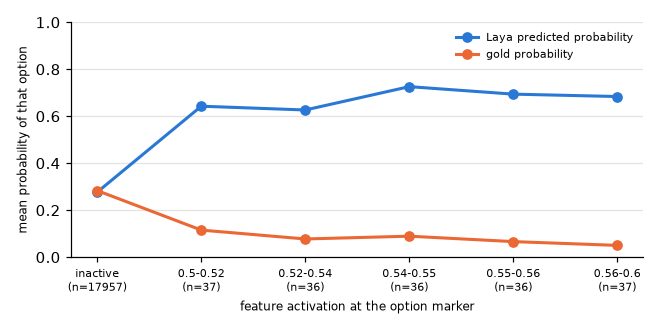 1.0
0.8
0.6
0.4
0.2
0.0
mean probability of that option
Laya predicted probability
gold probability
inactive
(n=17957)
0.5-0.52
(n=37)
0.52-0.54
(n=36)
0.54-0.55
(n=36)
0.55-0.56
(n=36)
0.56-0.6
(n=37)
feature activation at the option marker